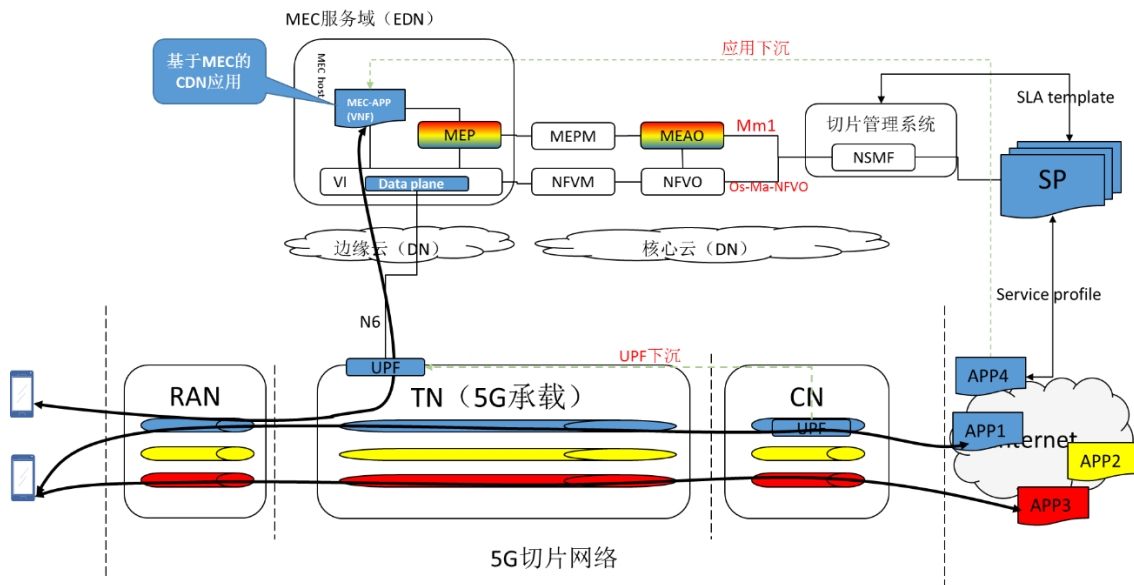 MEC服务域（EDN）
基于MEC的
CDN应用
MEC host
MEC-APP
(VNF)
应用下沉
MEP
MEPM
MEAO
Mm1
切片管理系统
NSMF
SLA template
SP
VI
Data plane
NFVM
NFVO
Os-Ma-NFVO
边缘云（DN）
核心云（DN）
Service profile
N6
UPF
UPF下沉
RAN
TN（5G承载）
CN
UPF
APP4
APP1
Internet
APP2
APP3
5G切片网络